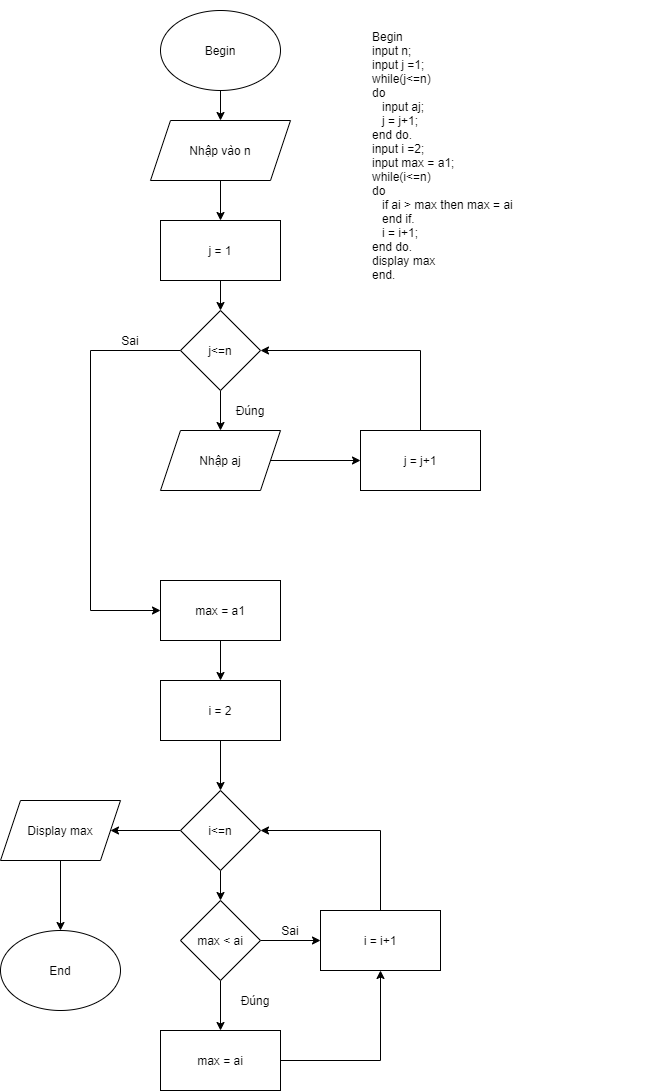 Begin
Nhập vào n
j = 1
j<=n
Sai
Đúng
Nhập aj
j = j+1
max = a1
i = 2
i<=n
Display max
End
max < ai
Sai
i = i+1
Đúng
max = ai
Begin
input n;
input j =1;
while(j<=n)
do
input aj;
j = j+1;
end do.
input i =2;
input max = a1;
while(i<=n)
do
if ai > max then max = ai
end if.
i = i+1;
end do.
display max
end.